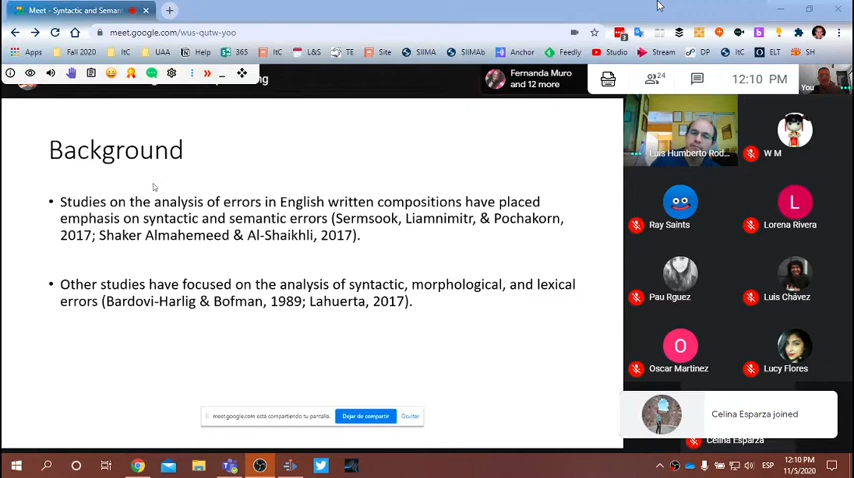 Meet - Syntactic and Semant
meet.google.com/wus-qutw-yoo
Apps Fall 2020 ItC UAA UAB Help 365 ItC L&S TE Site SIIMA SIIMAb Anchor Feedly Studio Stream DP ItC ELT SH
ng
Fernanda Muro
and 12 more
24
12:10 PM
You
Background
• Studies on the analysis of errors in English written compositions have placed
emphasis on syntactic and semantic errors (Sermsook, Liamnimitr, & Pochakorn,
2017; Shaker Almahemeed & Al-Shaikhli, 2017).
• Other studies have focused on the analysis of syntactic, morphological, and lexical
errors (Bardovi-Harlig & Bofman, 1989; Lahuerta, 2017).
Luis Humberto Rod...
W M
Ray Saints
L
Lorena Rivera
Pau Rguez
Luis Chávez
O
Oscar Martinez
Lucy Flores
Celina Esparza joined
Celina Esparza
meet.google.com está compartiendo tu pantalla.
Dejar de compartir
Ocultar
ESP
12:10 PM
11/5/2020